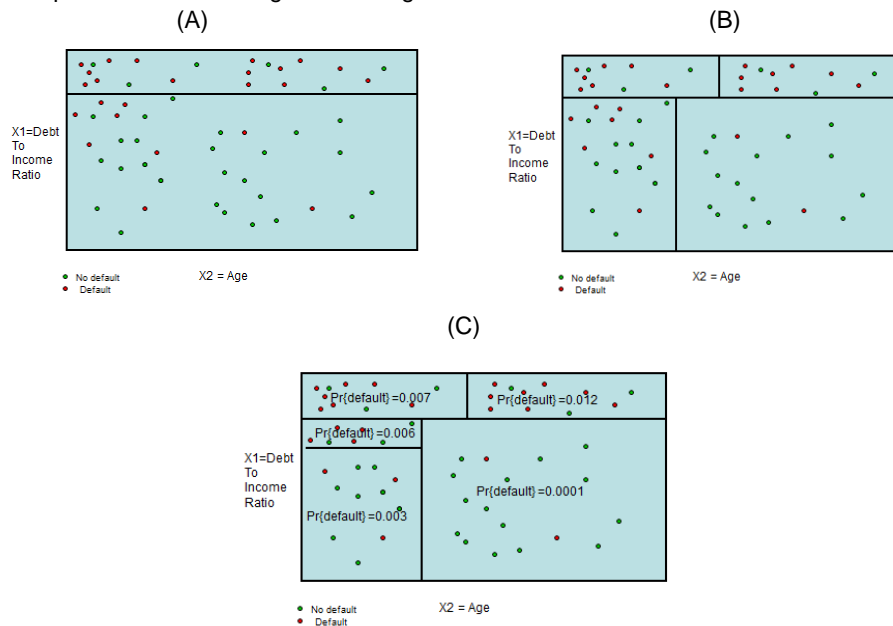 (A)
(B)
X1=Debt
To
Income
Ratio
No default
Default
X2 = Age
X1=Debt
To
Income
Ratio
No default
Default
X2 = Age
(C)
Pr{default}=0.007
Pr{default}=0.012
Pr{default}=0.006
X1=Debt
To
Income
Ratio
Pr{default}=0.0001
Pr{default}=0.003
No default
Default
X2 = Age